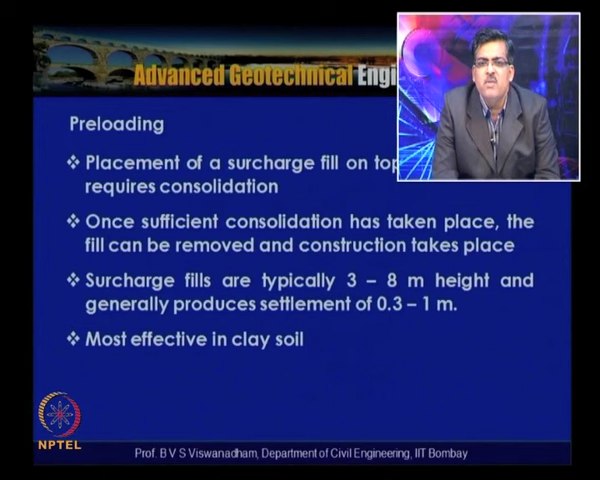 Advanced Geotechnical Engi
Preloading
❖ Placement of a surcharge fill on top
requires consolidation
❖ Once sufficient consolidation has taken place, the
fill can be removed and construction takes place
❖ Surcharge fills are typically 3 – 8 m height and
generally produces settlement of 0.3 – 1 m.
❖ Most effective in clay soil
NPTEL
Prof. B V S Viswanadham, Department of Civil Engineering, IIT Bombay